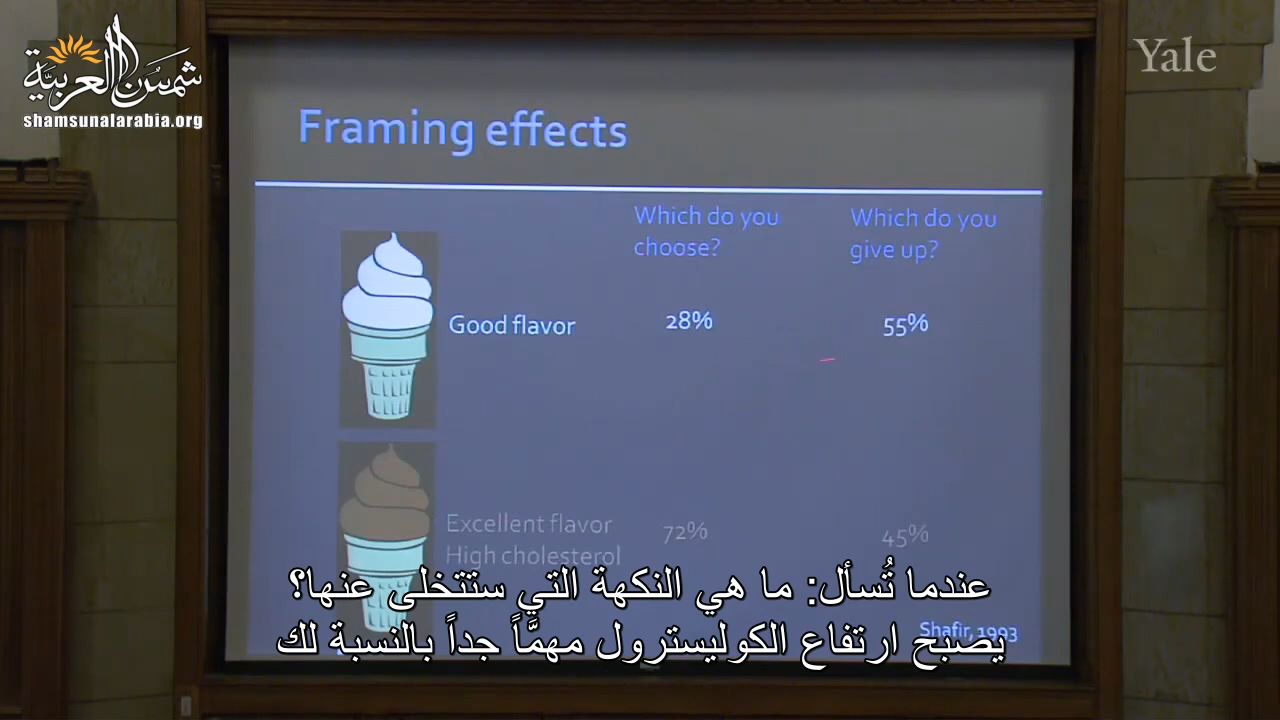 شمس العربية
shamsunalarabia.org
Yale
Framing effects
Which do you choose?
Which do you give up?
Good flavor
28%
55%
Excellent flavor
High cholesterol
72%
45%
Shafir, 1993
عندما تُسأل: ما هي النكهة التي ستتخلى عنها؟
يصبح ارتفاع الكوليسترول مهمَّاً جداً بالنسبة لك